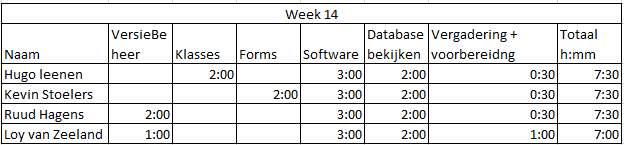 Week 14
Naam VersieBe heer Klasses Forms Software Database bekijken Vergadering + voorbereidng Totaal h:mm
Hugo leenen 2:00 3:00 2:00 0:30 7:30
Kevin Stoelers 2:00 3:00 2:00 0:30 7:30
Ruud Hagens 2:00 3:00 2:00 0:30 7:30
Loy van Zeeland 1:00 3:00 2:00 1:00 7:00